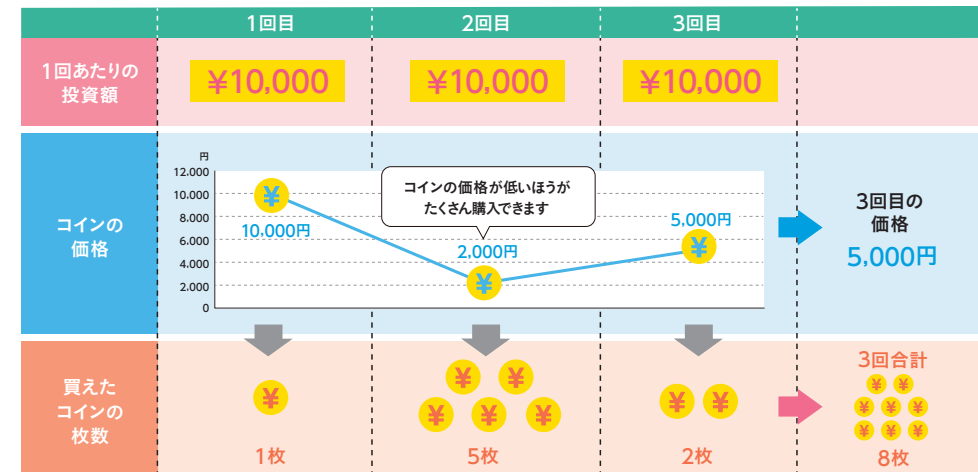 1回目 2回目 3回目
1回あたりの
投資額
¥10,000 ¥10,000 ¥10,000
コインの
価格
円
12.000
10.000
8.000
6.000
4.000
2.000
0
¥
10.000円
コインの価格が低いほうが
たくさん購入できます
2,000円
¥
5,000円
¥
3回目の
価格
5,000円
買えた
コインの
枚数
¥
1枚
¥ ¥
¥ ¥ ¥
5枚
¥ ¥
2枚
3回合計
¥ ¥
¥ ¥ ¥
¥ ¥ ¥
8枚